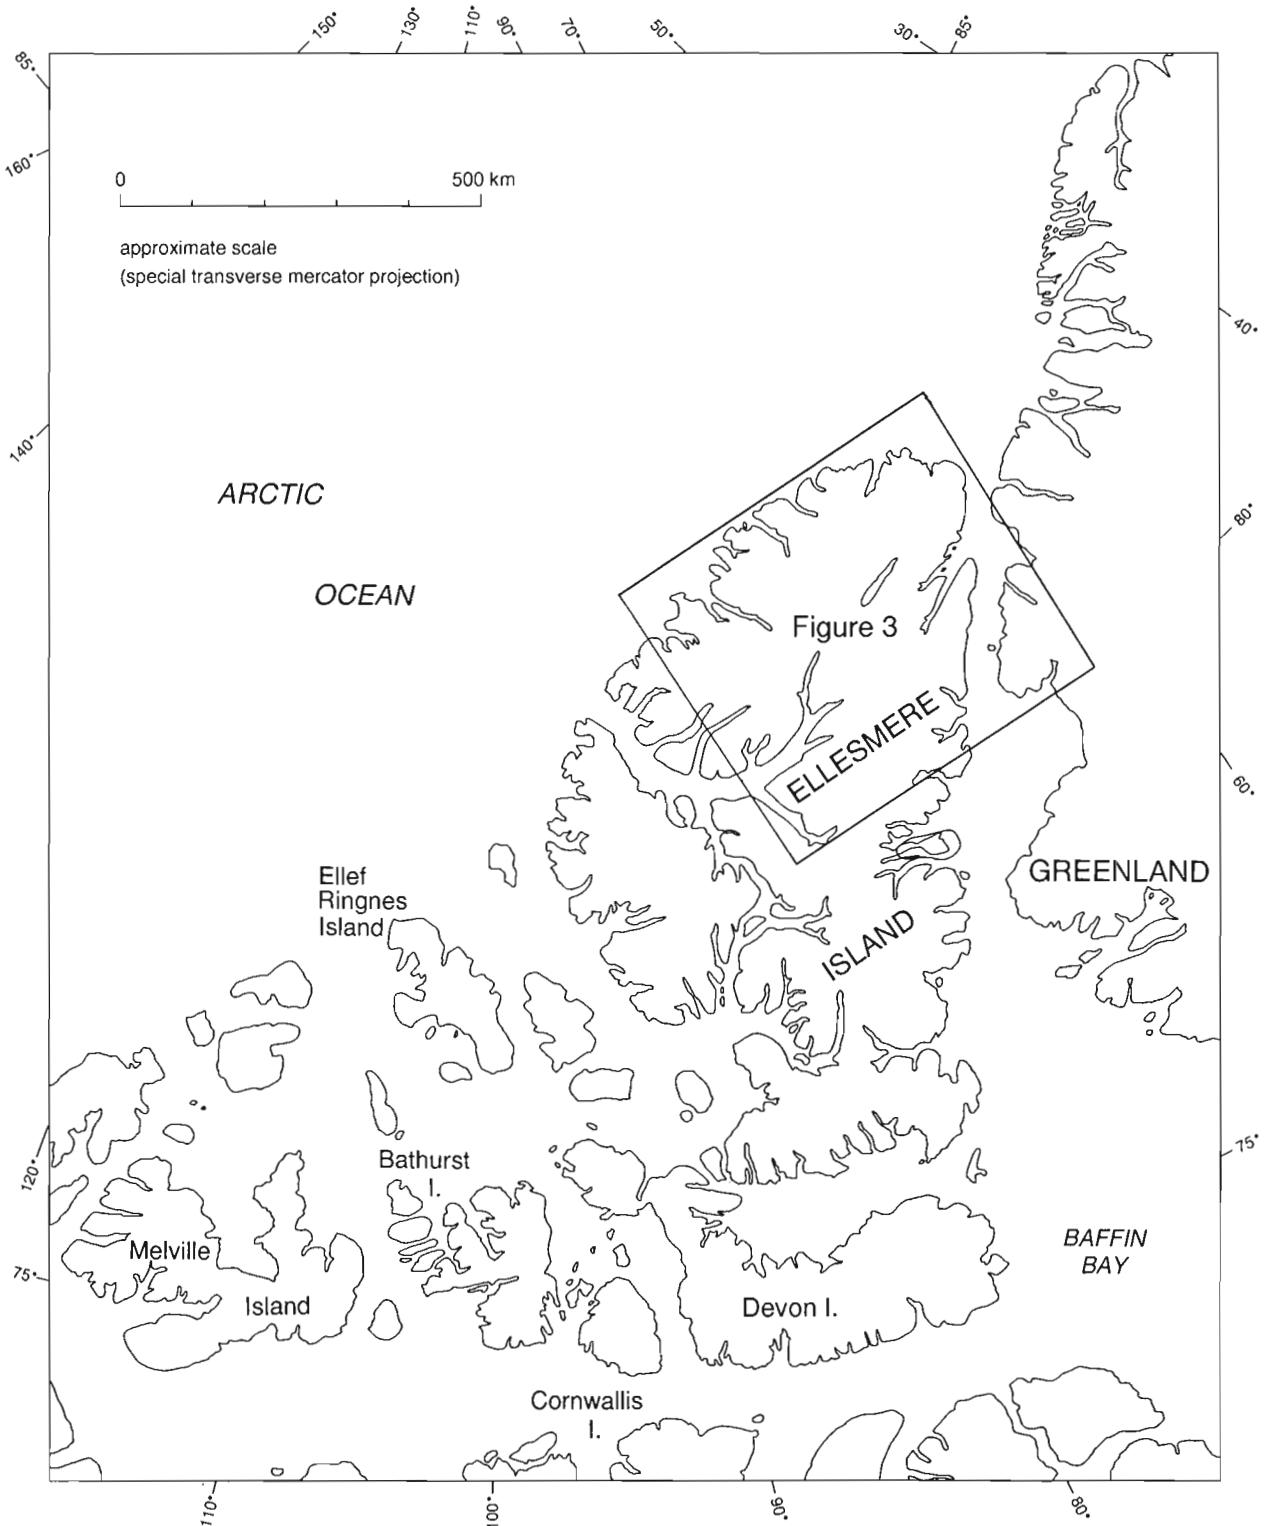 150°
130°
110°
90°
70°
50°
30°
85°
85°
160°
0
500 km
approximate scale
(special transverse mercator projection)
40°
140°
ARCTIC
80°
OCEAN
Figure 3
ELLESMERE
60°
GREENLAND
Ellef
Ringnes
Island
ISLAND
75°
120°
Bathurst
I.
Melville
BAFFIN
BAY
75°
Island
Devon I.
Cornwallis
I.
110°
100°
90°
80°